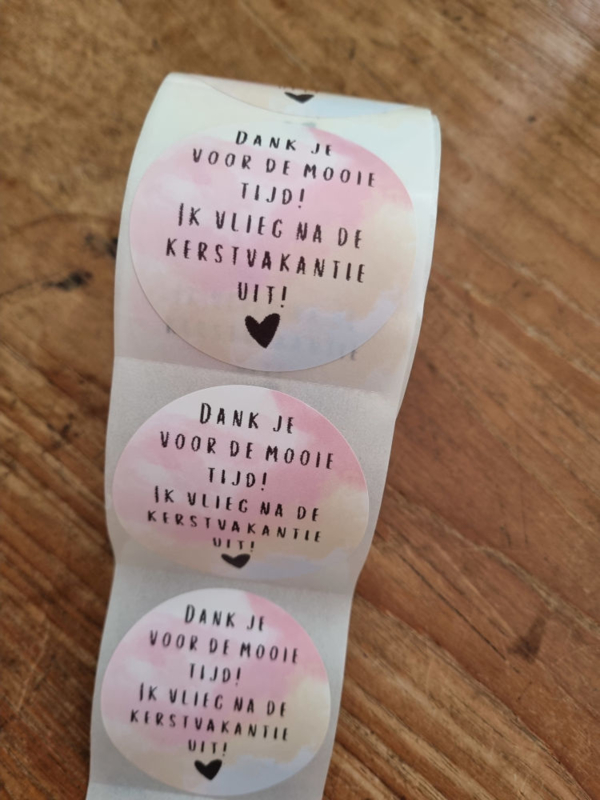 DANK JE
VOOR DE MOOIE
TIJD!
IK VLIEG NA DE
KERSTVAKANTIE
UIT!
DANK JE
VOOR DE MOOIE
TIJD!
IK VLIEG NA DE
KERSTVAKANTIE
UIT!
DANK JE
VOOR DE MOOIE
TIJD!
IK VLIEG NA DE
KERSTVAKANTIE
UIT!